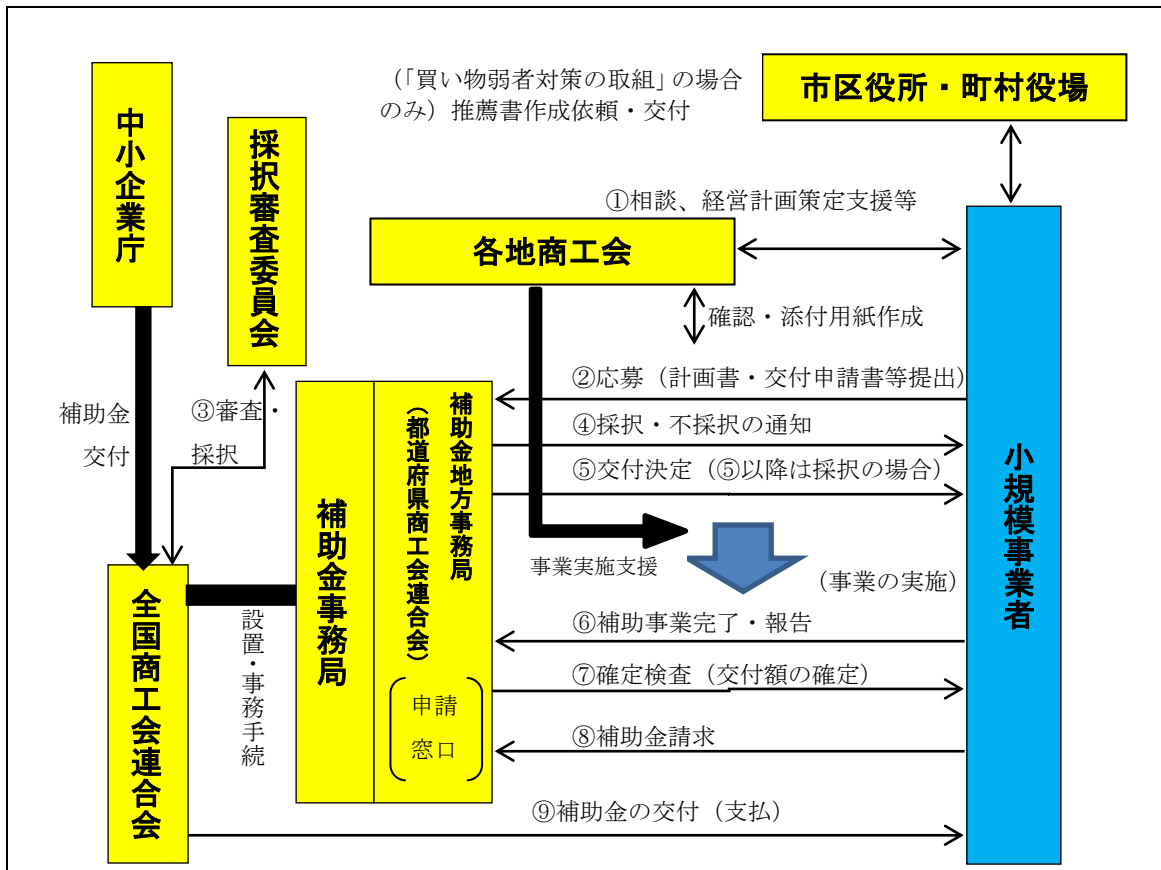 （「買い物弱者対策の取組」の場合
のみ）推薦書作成依頼・交付
市区役所・町村役場
中小企業庁
採択審査委員会
①相談、経営計画策定支援等
各地商工会
確認・添付用紙作成
補助金
交付
③審査・
採択
②応募（計画書・交付申請書等提出）
④採択・不採択の通知
⑤交付決定（⑤以降は採択の場合）
小規模事業者
補助金事務局
補助金地方事務局
（都道府県商工会連合会）
申請
窓口
事業実施支援
（事業の実施）
全国商工会連合会
設置・事務手続
⑥補助事業完了・報告
⑦確定検査（交付額の確定）
⑧補助金請求
⑨補助金の交付（支払）